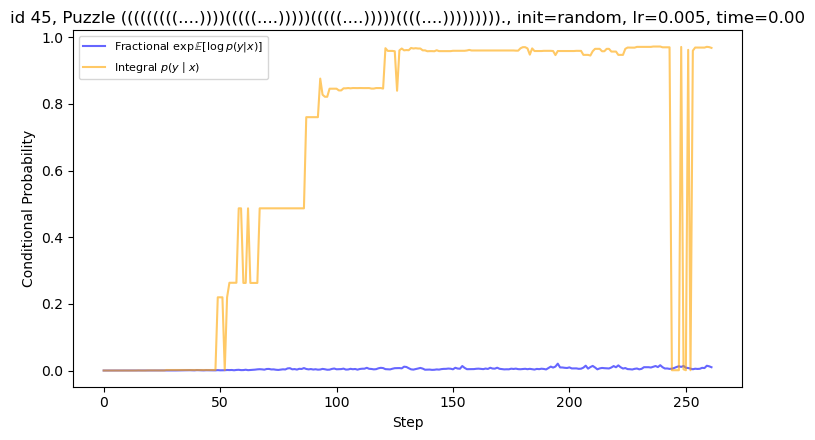 id 45, Puzzle (((((((((....))))(((((....)))))(((((....)))))((((....)))))))))., init=random, lr=0.005, time=0.00
1.0
0.8
0.6
0.4
0.2
0.0
Conditional Probability
Fractional exp𝔼[log p(y|x)]
Integral p(y | x)
0
50
100
150
200
250
Step